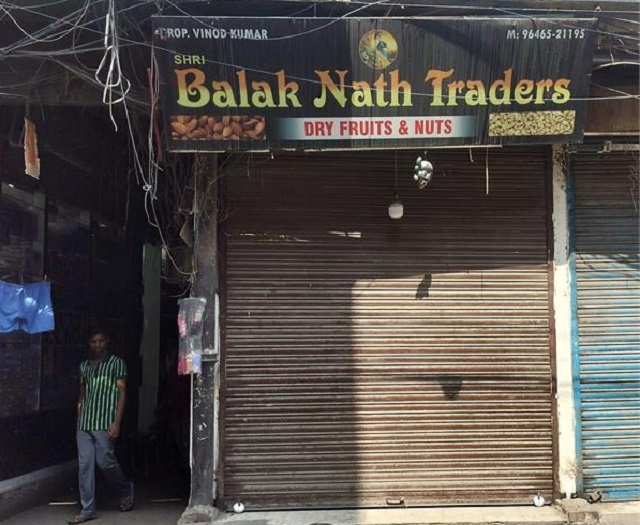 PROP. VINOD KUMAR
M: 96465-21195
SHRI
Balak Nath Traders
DRY FRUITS & NUTS